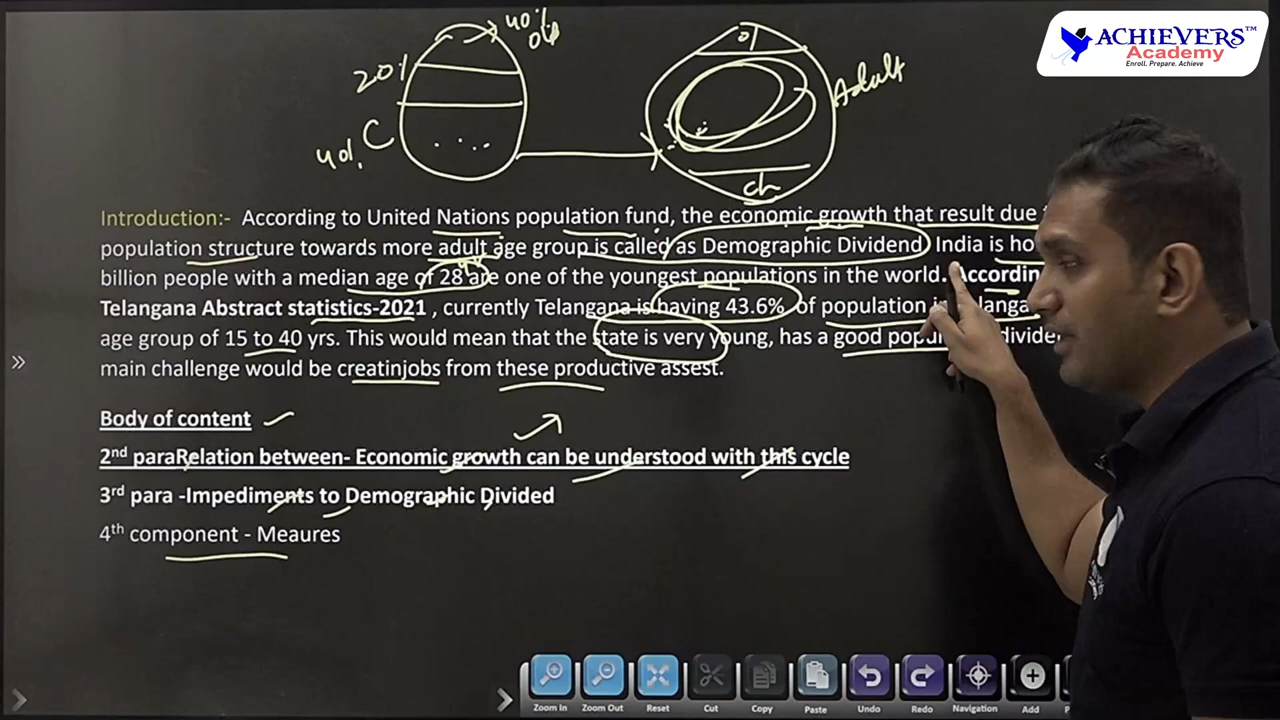 40%
old
20%
C
40%
ol
Adult
ch
ACHIEVERS™
Academy
Enroll. Prepare. Achieve.
Introduction:- According to United Nations population fund, the economic growth that result due
population structure towards more adult age group is called as Demographic Dividend India is
billion people with a median age of 28 are one of the youngest populations in the world.
Telangana Abstract statistics-2021 , currently Telangana is having 43.6% of population
age group of 15 to 40 yrs. This would mean that the state is very young, has a good
main challenge would be creatinjobs from these productive assest.
Body of content
2nd paraRelation between- Economic growth can be understood with this cycle
3rd para -Impediments to Demographic Divided
4th component - Meaures
Zoom In Zoom Out Reset Cut Copy Paste Undo Redo Navigation Add